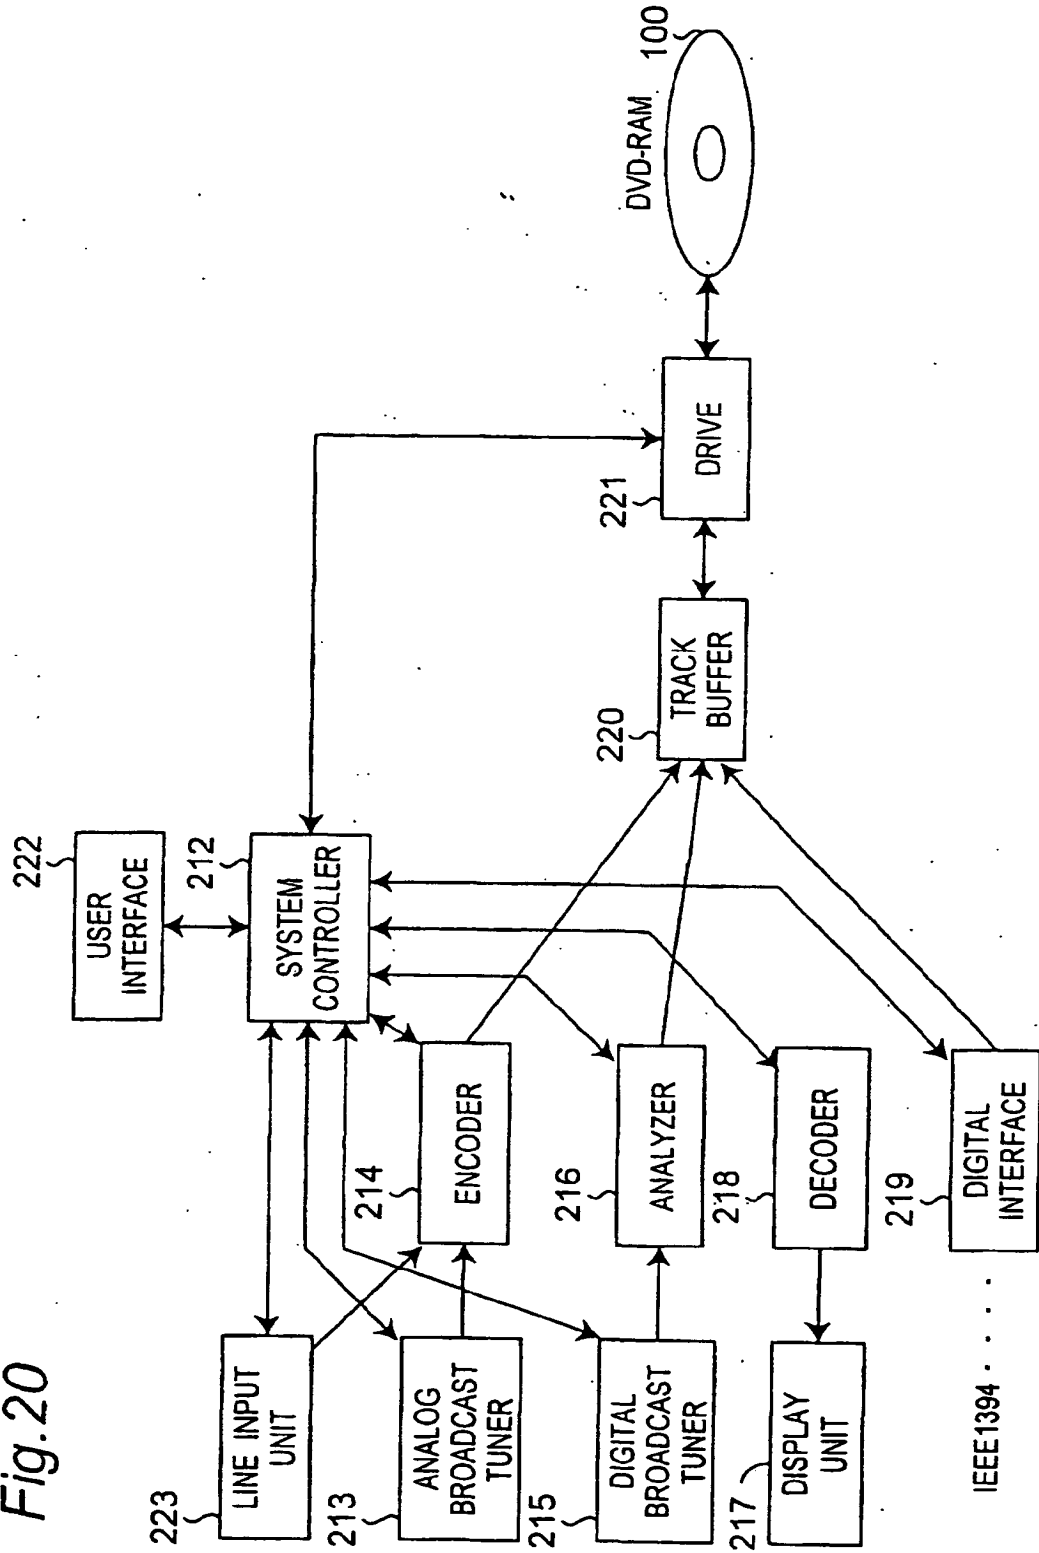 Fig.20
222
USER
INTERFACE
212
SYSTEM
CONTROLLER
223
LINE INPUT
UNIT
213
ANALOG
BROADCAST
TUNER
214
ENCODER
215
DIGITAL
BROADCAST
TUNER
216
ANALYZER
217
DISPLAY
UNIT
218
DECODER
IEEE1394
219
DIGITAL
INTERFACE
220
TRACK
BUFFER
221
DRIVE
DVD-RAM
100